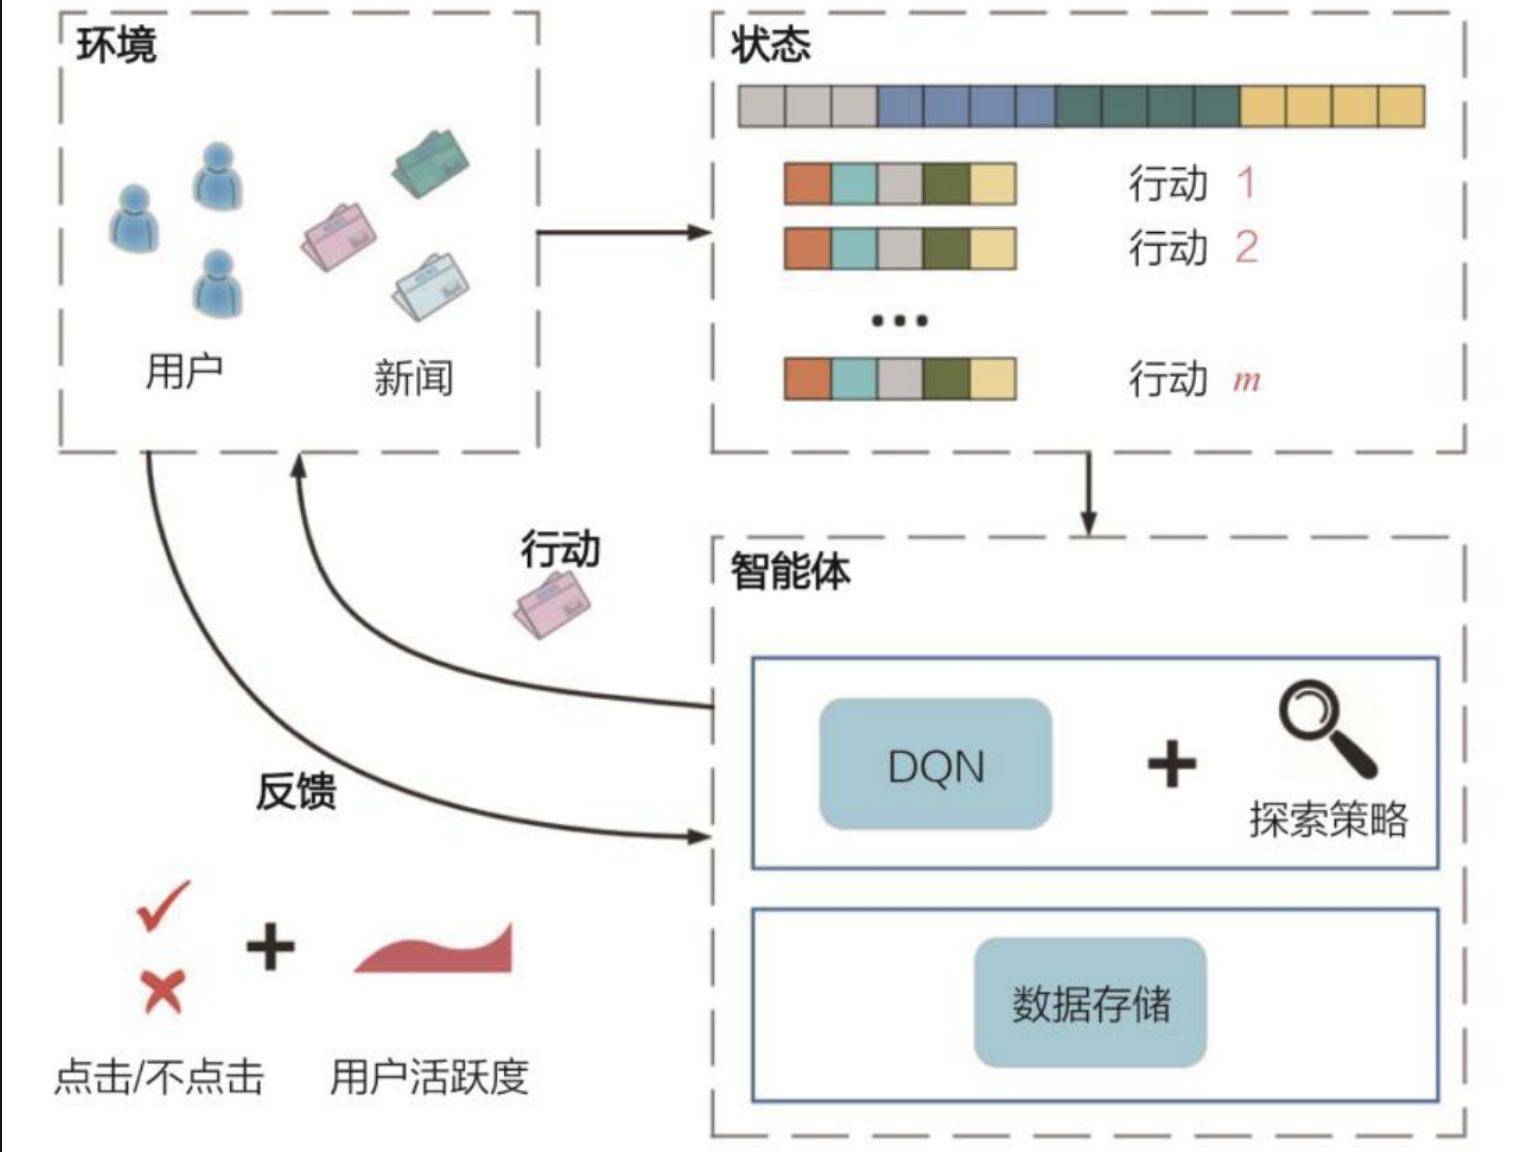 环境
用户
新闻
状态
行动 1
行动 2
...
行动 m
行动
反馈
点击/不点击
用户活跃度
智能体
DQN
探索策略
数据存储